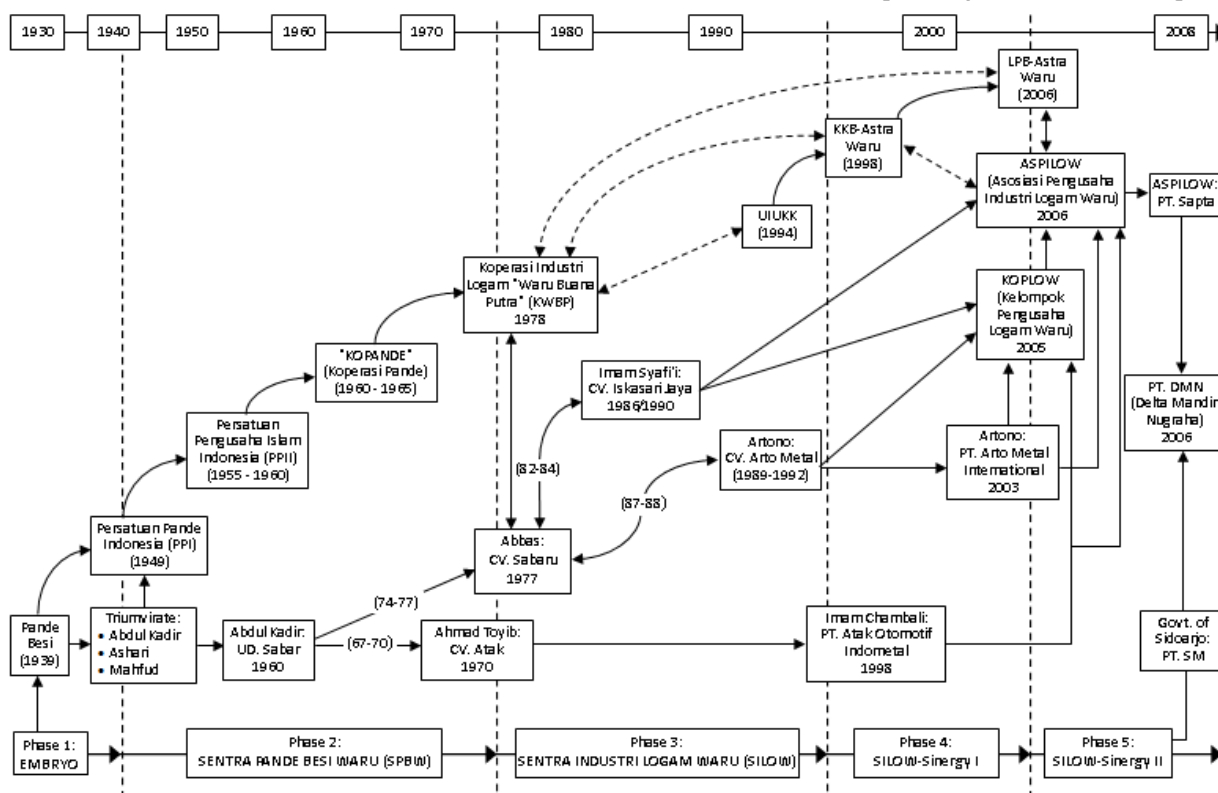 1930
1940
1950
1960
1970
1980
1990
2000
2008
LPB-Astra
Waru
(2006)
KKB-Astra
Waru
(1998)
ASPILOW
(Asosiasi Pengusaha
Industri Logam Waru)
2006
ASPILOW:
PT. Sapta
UIUKK
(1994)
Koperasi Industri
Logam "Waru Buana
Putra" (KWBP)
1978
KOPLOW
(Kelompok
Pengusaha
Logam Waru)
2005
"KOPANDE"
(Koperasi Pande)
(1960 - 1965)
Imam Syafi'i:
CV. Iskasari Jaya
1986/1990
PT. DMN
(Delta Mandiri
Nugraha)
2006
Persatuan
Pengusaha Islam
Indonesia (PPII)
(1955 - 1960)
Artono:
CV. Arto Metal
(1989-1992)
Artono:
PT. Arto Metal
International
2003
(82-84)
(87-88)
Persatuan Pande
Indonesia (PPI)
(1949)
Abbas:
CV. Sabaru
1977
(74-77)
Pande
Besi
(1939)
Triumvirate:
• Abdul Kadir
• Ashari
• Mahfud
Abdul Kadir:
UD. Sabar
1960
(67-70)
Ahmad Toyib:
CV. Atak
1970
Imam Chambali:
PT. Atak Otomotif
Indometal
1998
Govt. of
Sidoarjo:
PT. SM
Phase 1:
EMBRYO
Phase 2:
SENTRA PANDE BESI WARU (SPBW)
Phase 3:
SENTRA INDUSTRI LOGAM WARU (SILOW)
Phase 4:
SILOW-Sinergy I
Phase 5:
SILOW-Sinergy II